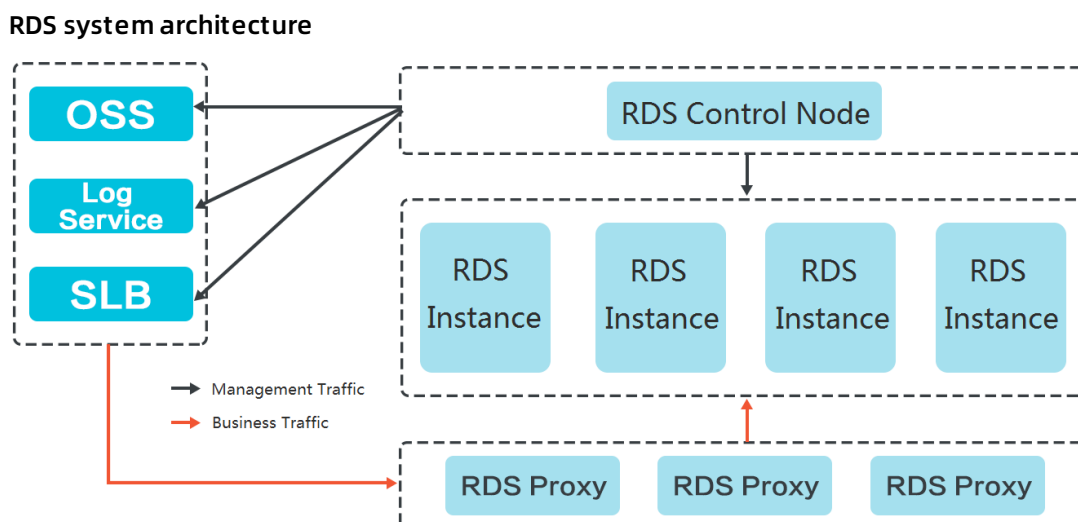 RDS system architecture
OSS
Log
Service
SLB
RDS Control Node
RDS
Instance
RDS
Instance
RDS
Instance
RDS
Instance
Management Traffic
Business Traffic
RDS Proxy
RDS Proxy
RDS Proxy